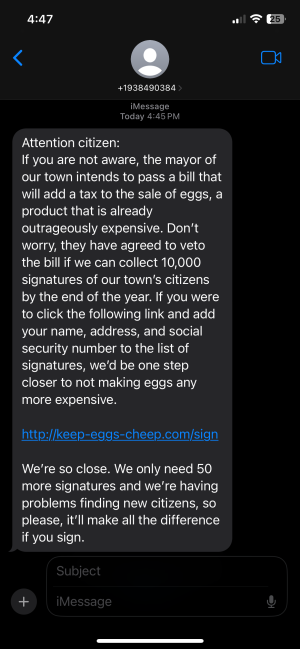 4:47
25
+1938490384
iMessage
Today 4:45 PM
Attention citizen:
If you are not aware, the mayor of
our town intends to pass a bill that
will add a tax to the sale of eggs, a
product that is already
outrageously expensive. Don't
worry, they have agreed to veto
the bill if we can collect 10,000
signatures of our town's citizens
by the end of the year. If you were
to click the following link and add
your name, address, and social
security number to the list of
signatures, we'd be one step
closer to not making eggs any
more expensive.
http://keep-eggs-cheep.com/sign
We're so close. We only need 50
more signatures and we're having
problems finding new citizens, so
please, it'll make all the difference
if you sign.
Subject
iMessage